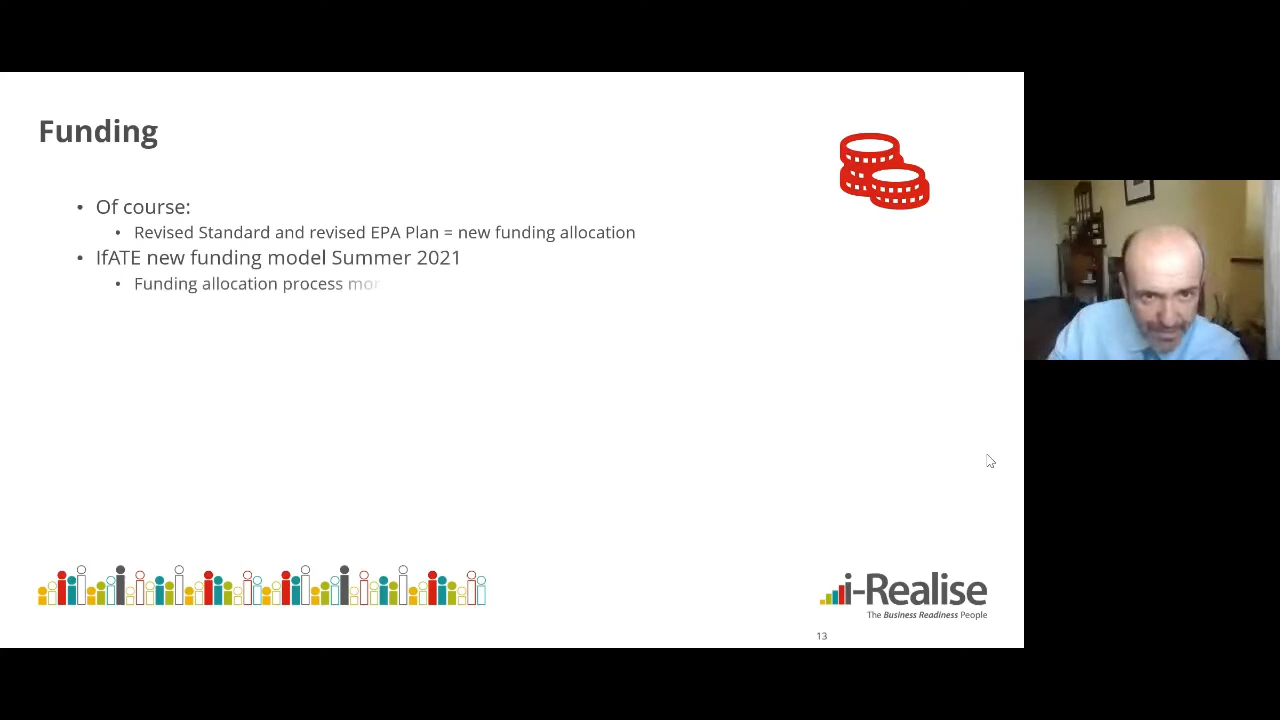 Funding
• Of course:
• Revised Standard and revised EPA Plan = new funding allocation
• IfATE new funding model Summer 2021
• Funding allocation process mor
i-Realise
The Business Readiness People
13